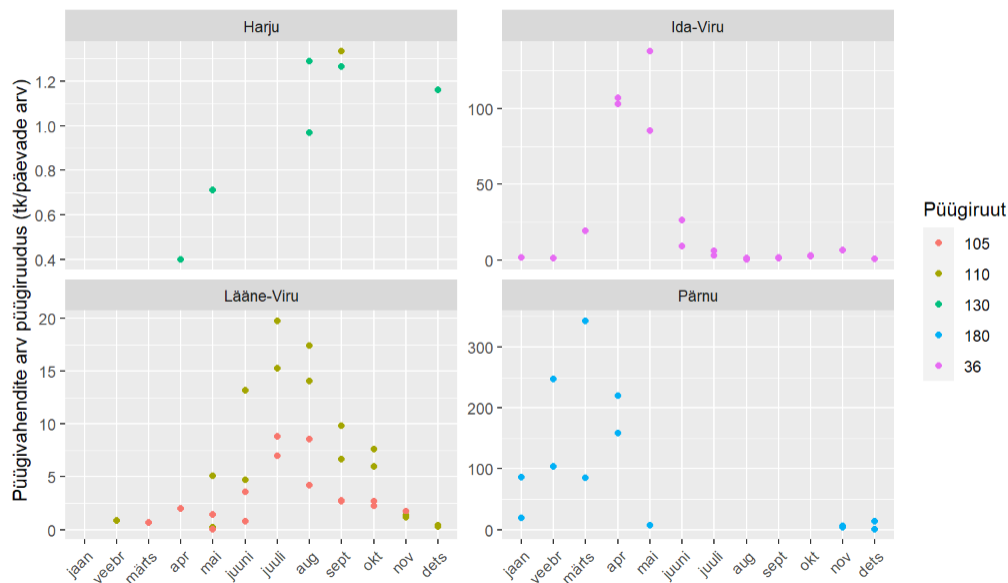 Harju
Ida-Viru
Püügivahendite arv püügiruudus (tk/päevade arv)
1.2
1.0
0.8
0.6
0.4
100
50
0
Lääne-Viru
Pärnu
20
15
10
5
0
300
200
100
0
jaan veebr märts apr mai juuni juuli aug sept okt nov dets
jaan veebr märts apr mai juuni juuli aug sept okt nov dets
Püügiruut
105
110
130
180
36